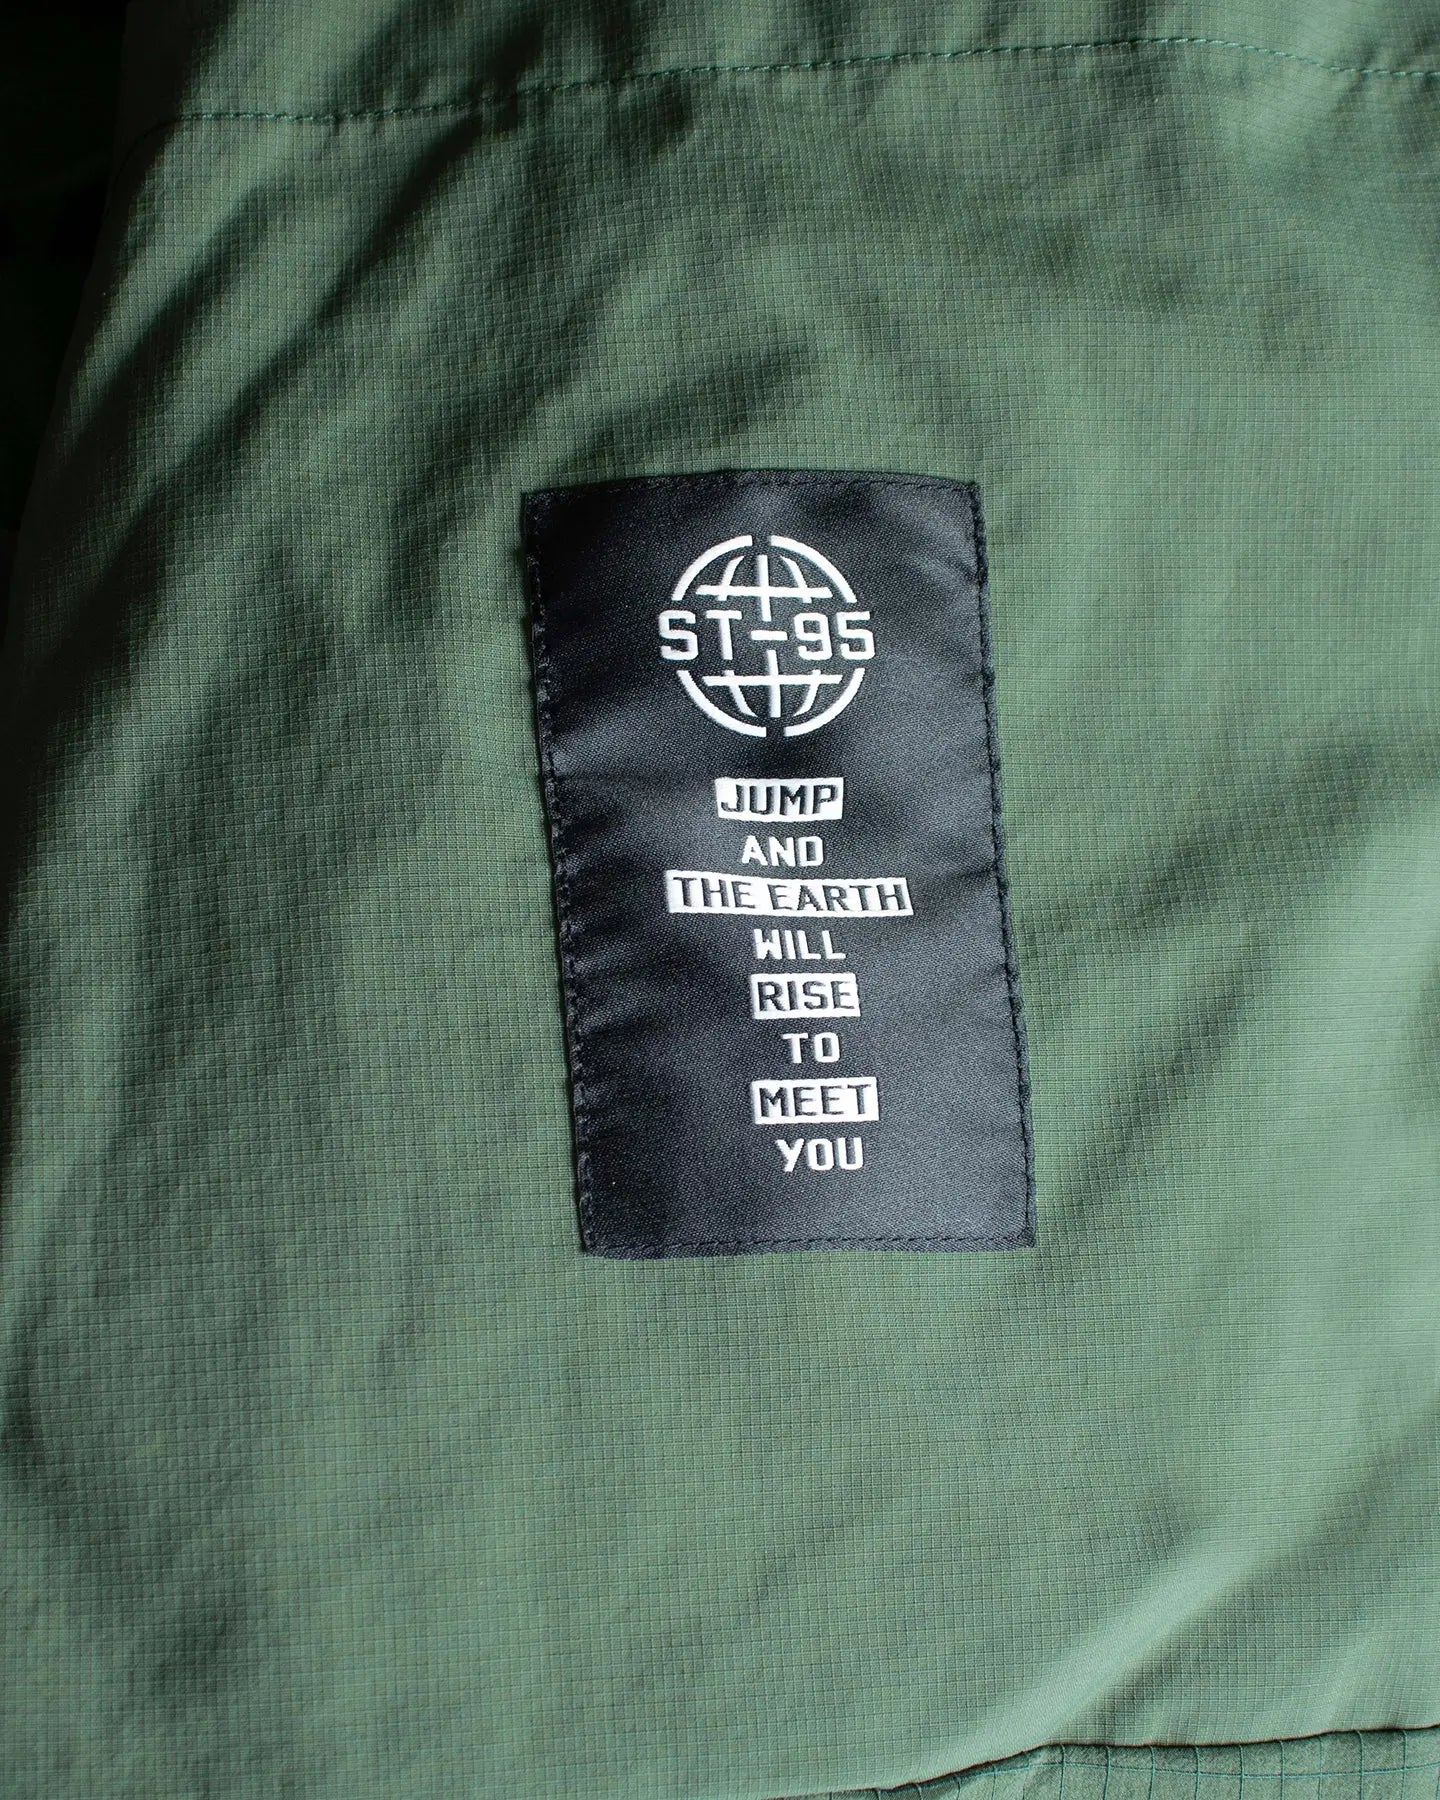 ST-95
JUMP
AND
THE EARTH
WILL
RISE
TO
MEET
YOU